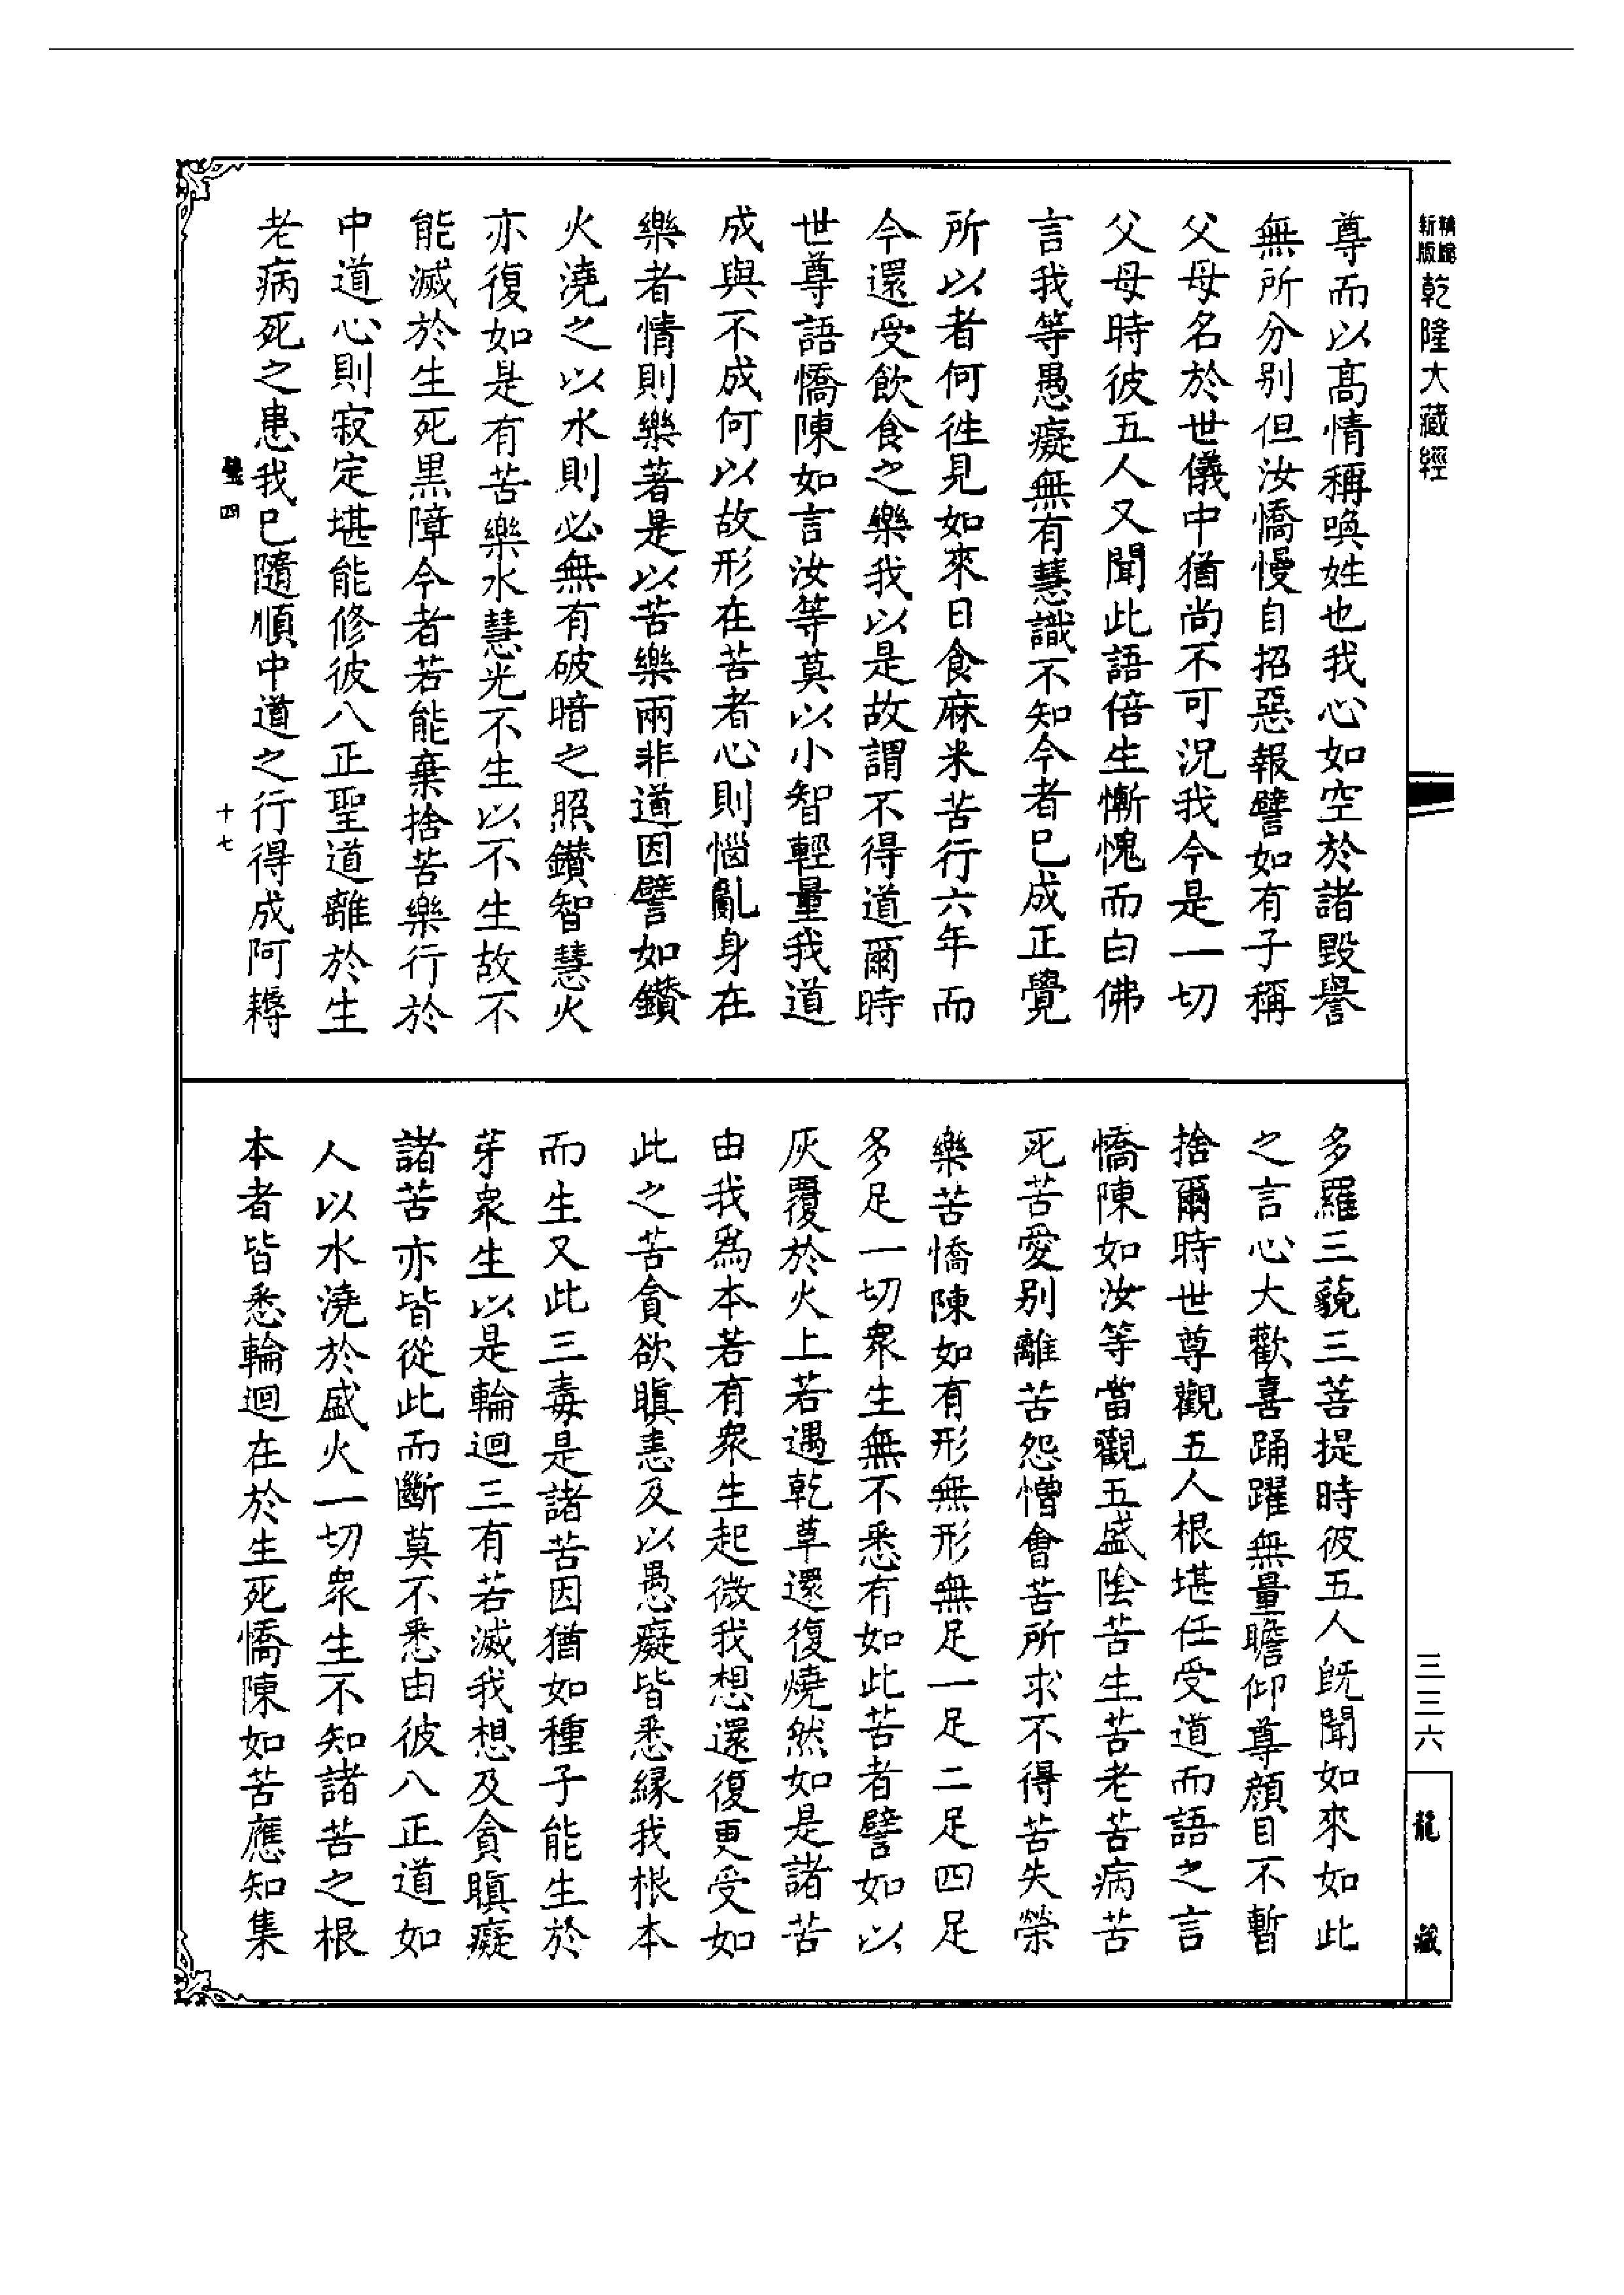 新版
乾隆大藏經
尊而以髙情稱喚姓也我心如空於諸毀譽
無所分别但汝憍慢自招惡報譬如有子稱
父母名於世儀中猶尚不可況我今是一切
父母時彼五人又聞此語倍生慚愧而白佛
言我等愚癡無有慧識不知今者已成正覺
所以者何徃見如來日食麻米苦行六年而
今還受飲食之樂我以是故謂不得道爾時
世尊語憍陳如言汝等莫以小智輕量我道
成與不成何以故形在苦者心則惱亂身在
樂者情則樂著是以苦樂兩非道因譬如鑚
火澆之以水則必無有破暗之照鑚智慧火
亦復如是有苦樂水慧光不生以不生故不
能滅於生死黒障今者若能棄捨苦樂行於
中道心則寂定堪能修彼八正聖道離於生
老病死之患我已隨順中道之行得成阿耨
四
十七
多羅三藐三菩提時彼五人旣聞如來如此
之言心大歡喜踊躍無量瞻仰尊顔目不暫
捨爾時世尊觀五人根堪任受道而語之言
憍陳如汝等當觀五盛陰苦生苦老苦病苦
死苦愛别離苦怨憎會苦所求不得苦失榮
樂苦憍陳如有形無形無足一足二足四足
多足一切衆生無不悉有如此苦者譬如以
灰覆於火上若遇乾草還復燒然如是諸苦
由我爲本若有衆生起微我想還復更受如
此之苦貪欲瞋恚及以愚癡皆悉縁我根本
而生又此三毒是諸苦因猶如種子能生於
芽衆生以是輪迴三有若滅我想及貪瞋癡
諸苦亦皆從此而斷莫不悉由彼八正道如
人以水澆於盛火一切衆生不知諸苦之根
本者皆悉輪迴在於生死憍陳如苦應知集
三三六
龍藏